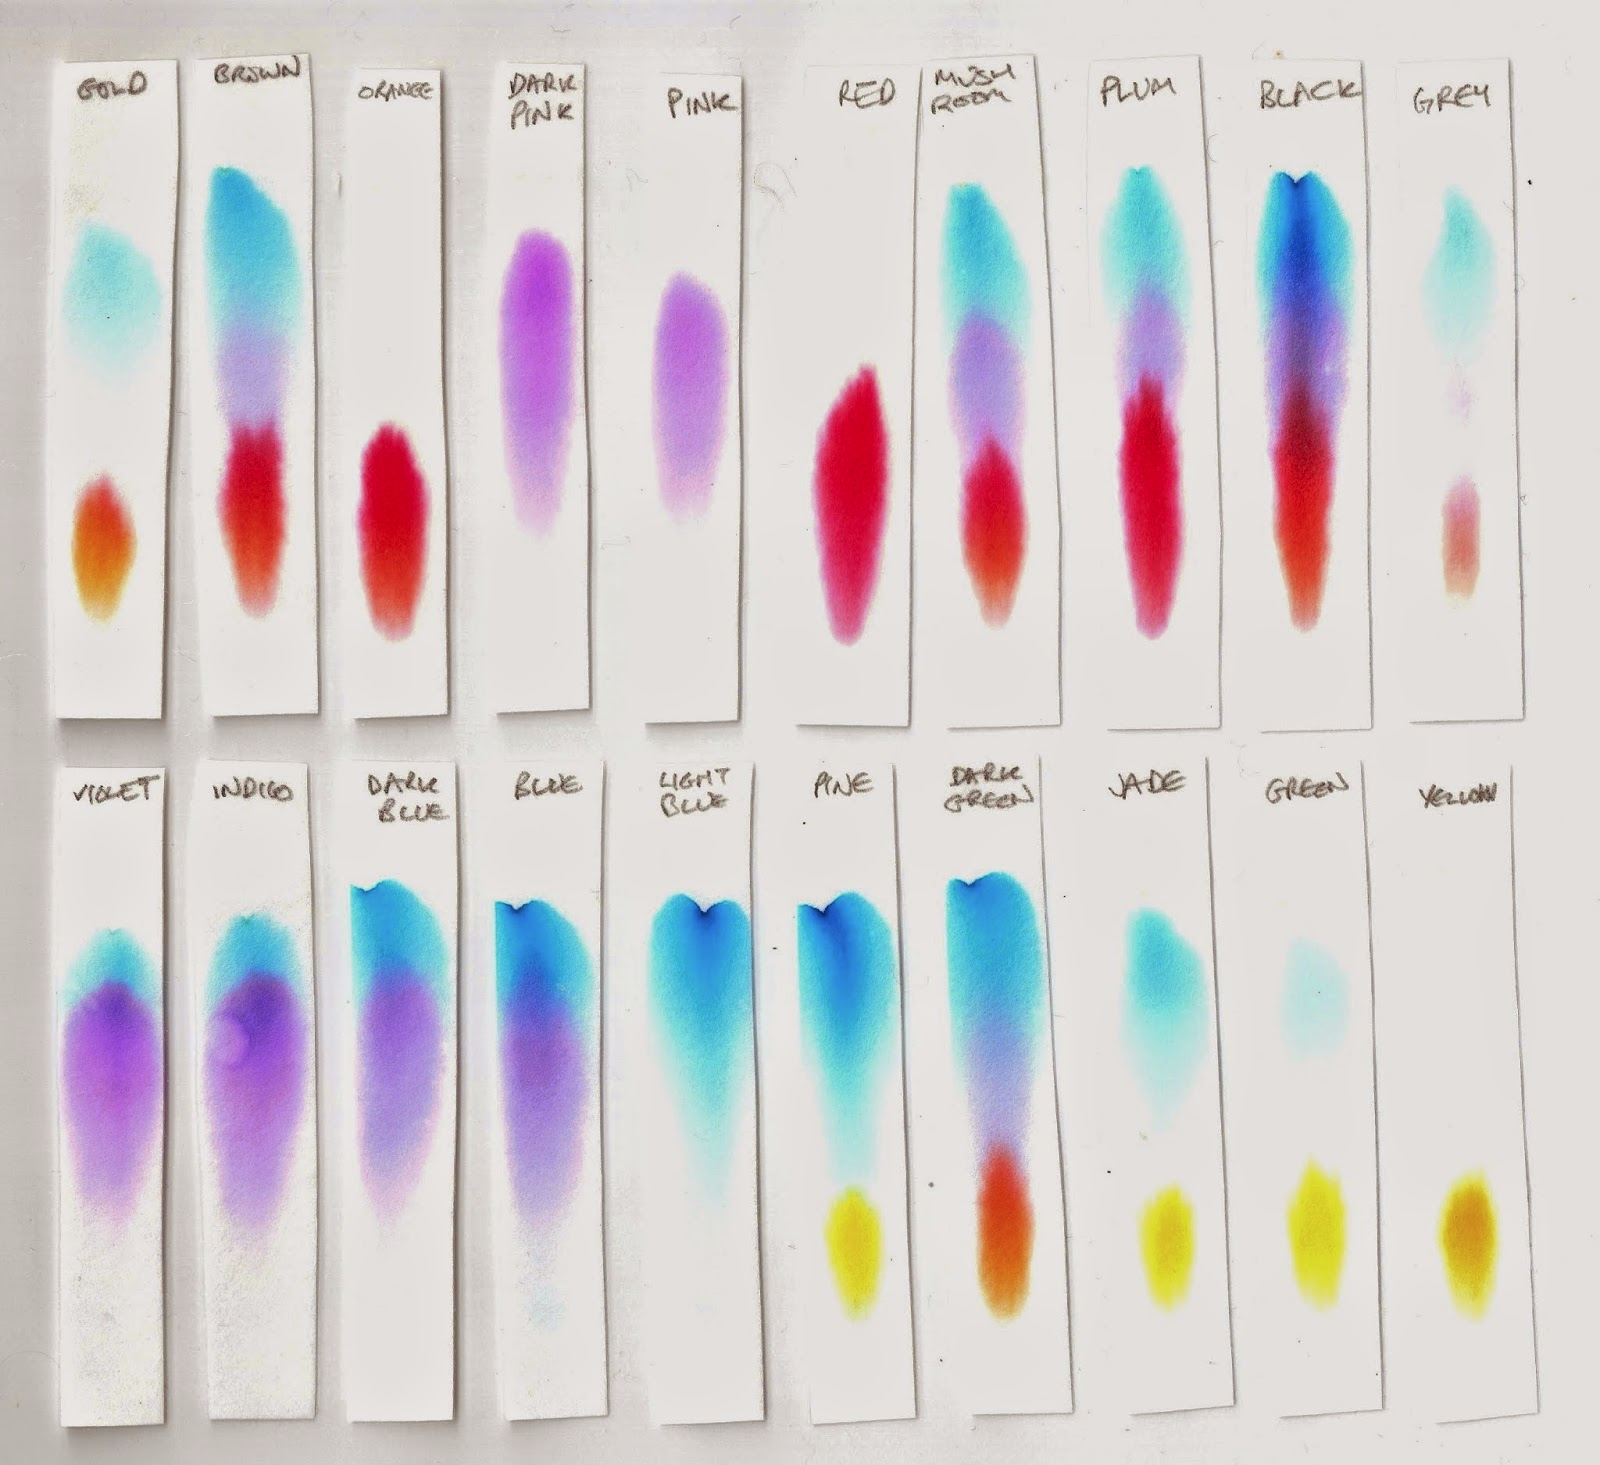 GOLD
BROWN
ORANGE
DARK
PINK
PINK
RED
MUSH
ROOM
PLUM
BLACK
GREY
VIOLET
INDIGO
DARK
BLUE
BLUE
LIGHT
BLUE
PINE
DARK
GREEN
JADE
GREEN
YELLOW